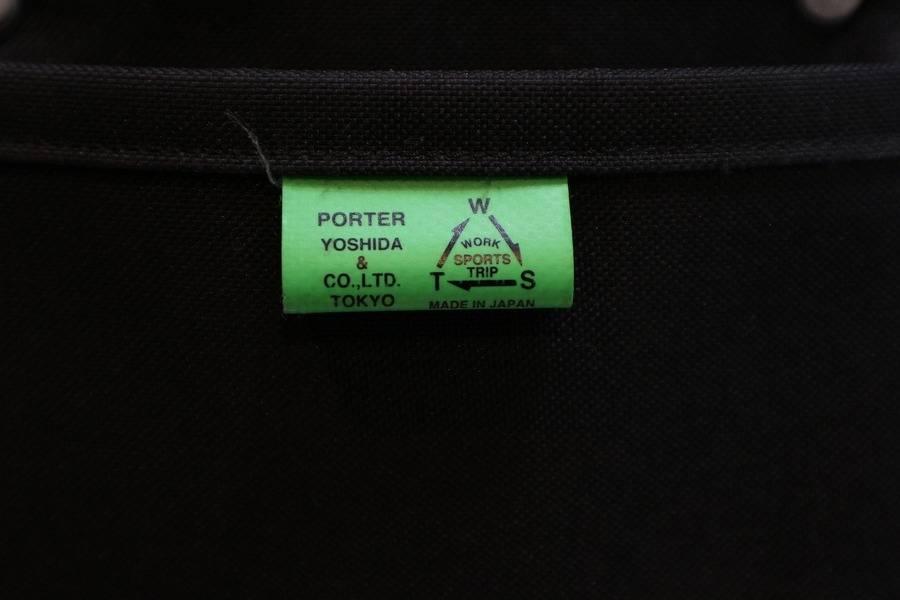 PORTER
YOSHIDA
&
CO.,LTD.
TOKYO
W
WORK
SPORTS
TRIP
T S
MADE IN JAPAN